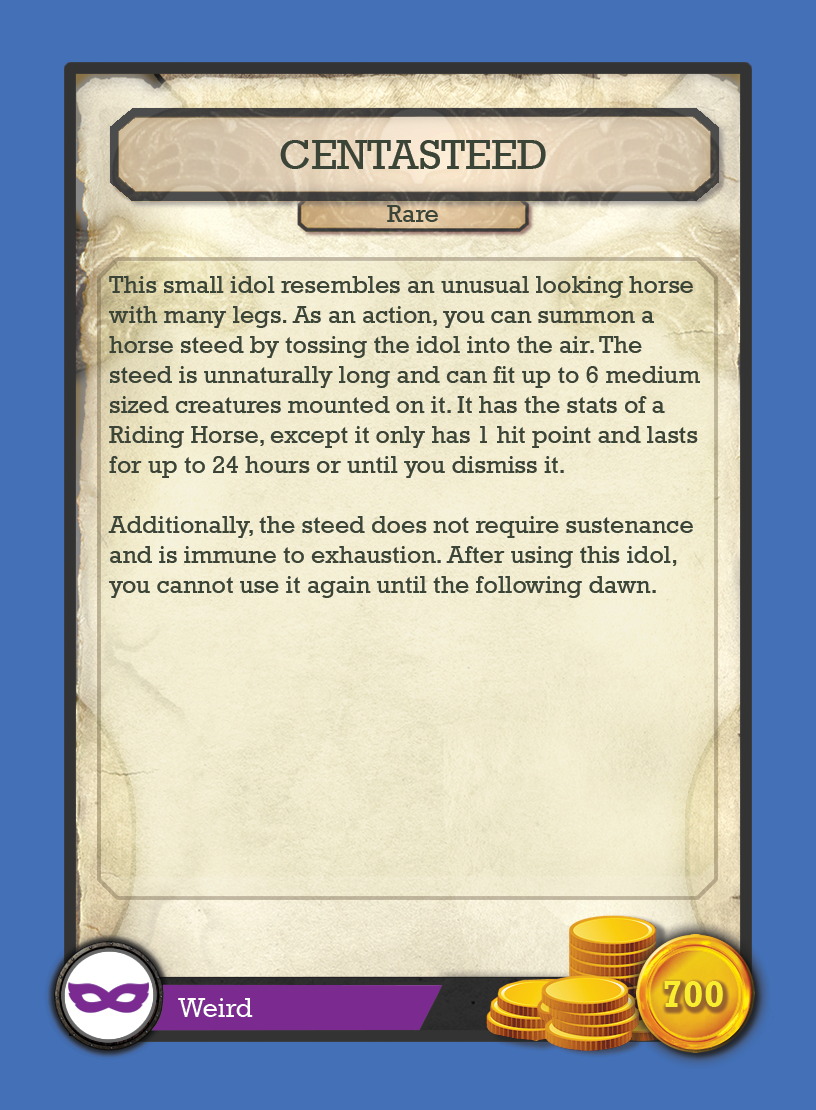 CENTASTEED
Rare
This small idol resembles an unusual looking horse
with many legs. As an action, you can summon a
horse steed by tossing the idol into the air. The
steed is unnaturally long and can fit up to 6 medium
sized creatures mounted on it. It has the stats of a
Riding Horse, except it only has 1 hit point and lasts
for up to 24 hours or until you dismiss it.
Additionally, the steed does not require sustenance
and is immune to exhaustion. After using this idol,
you cannot use it again until the following dawn.
Weird
700